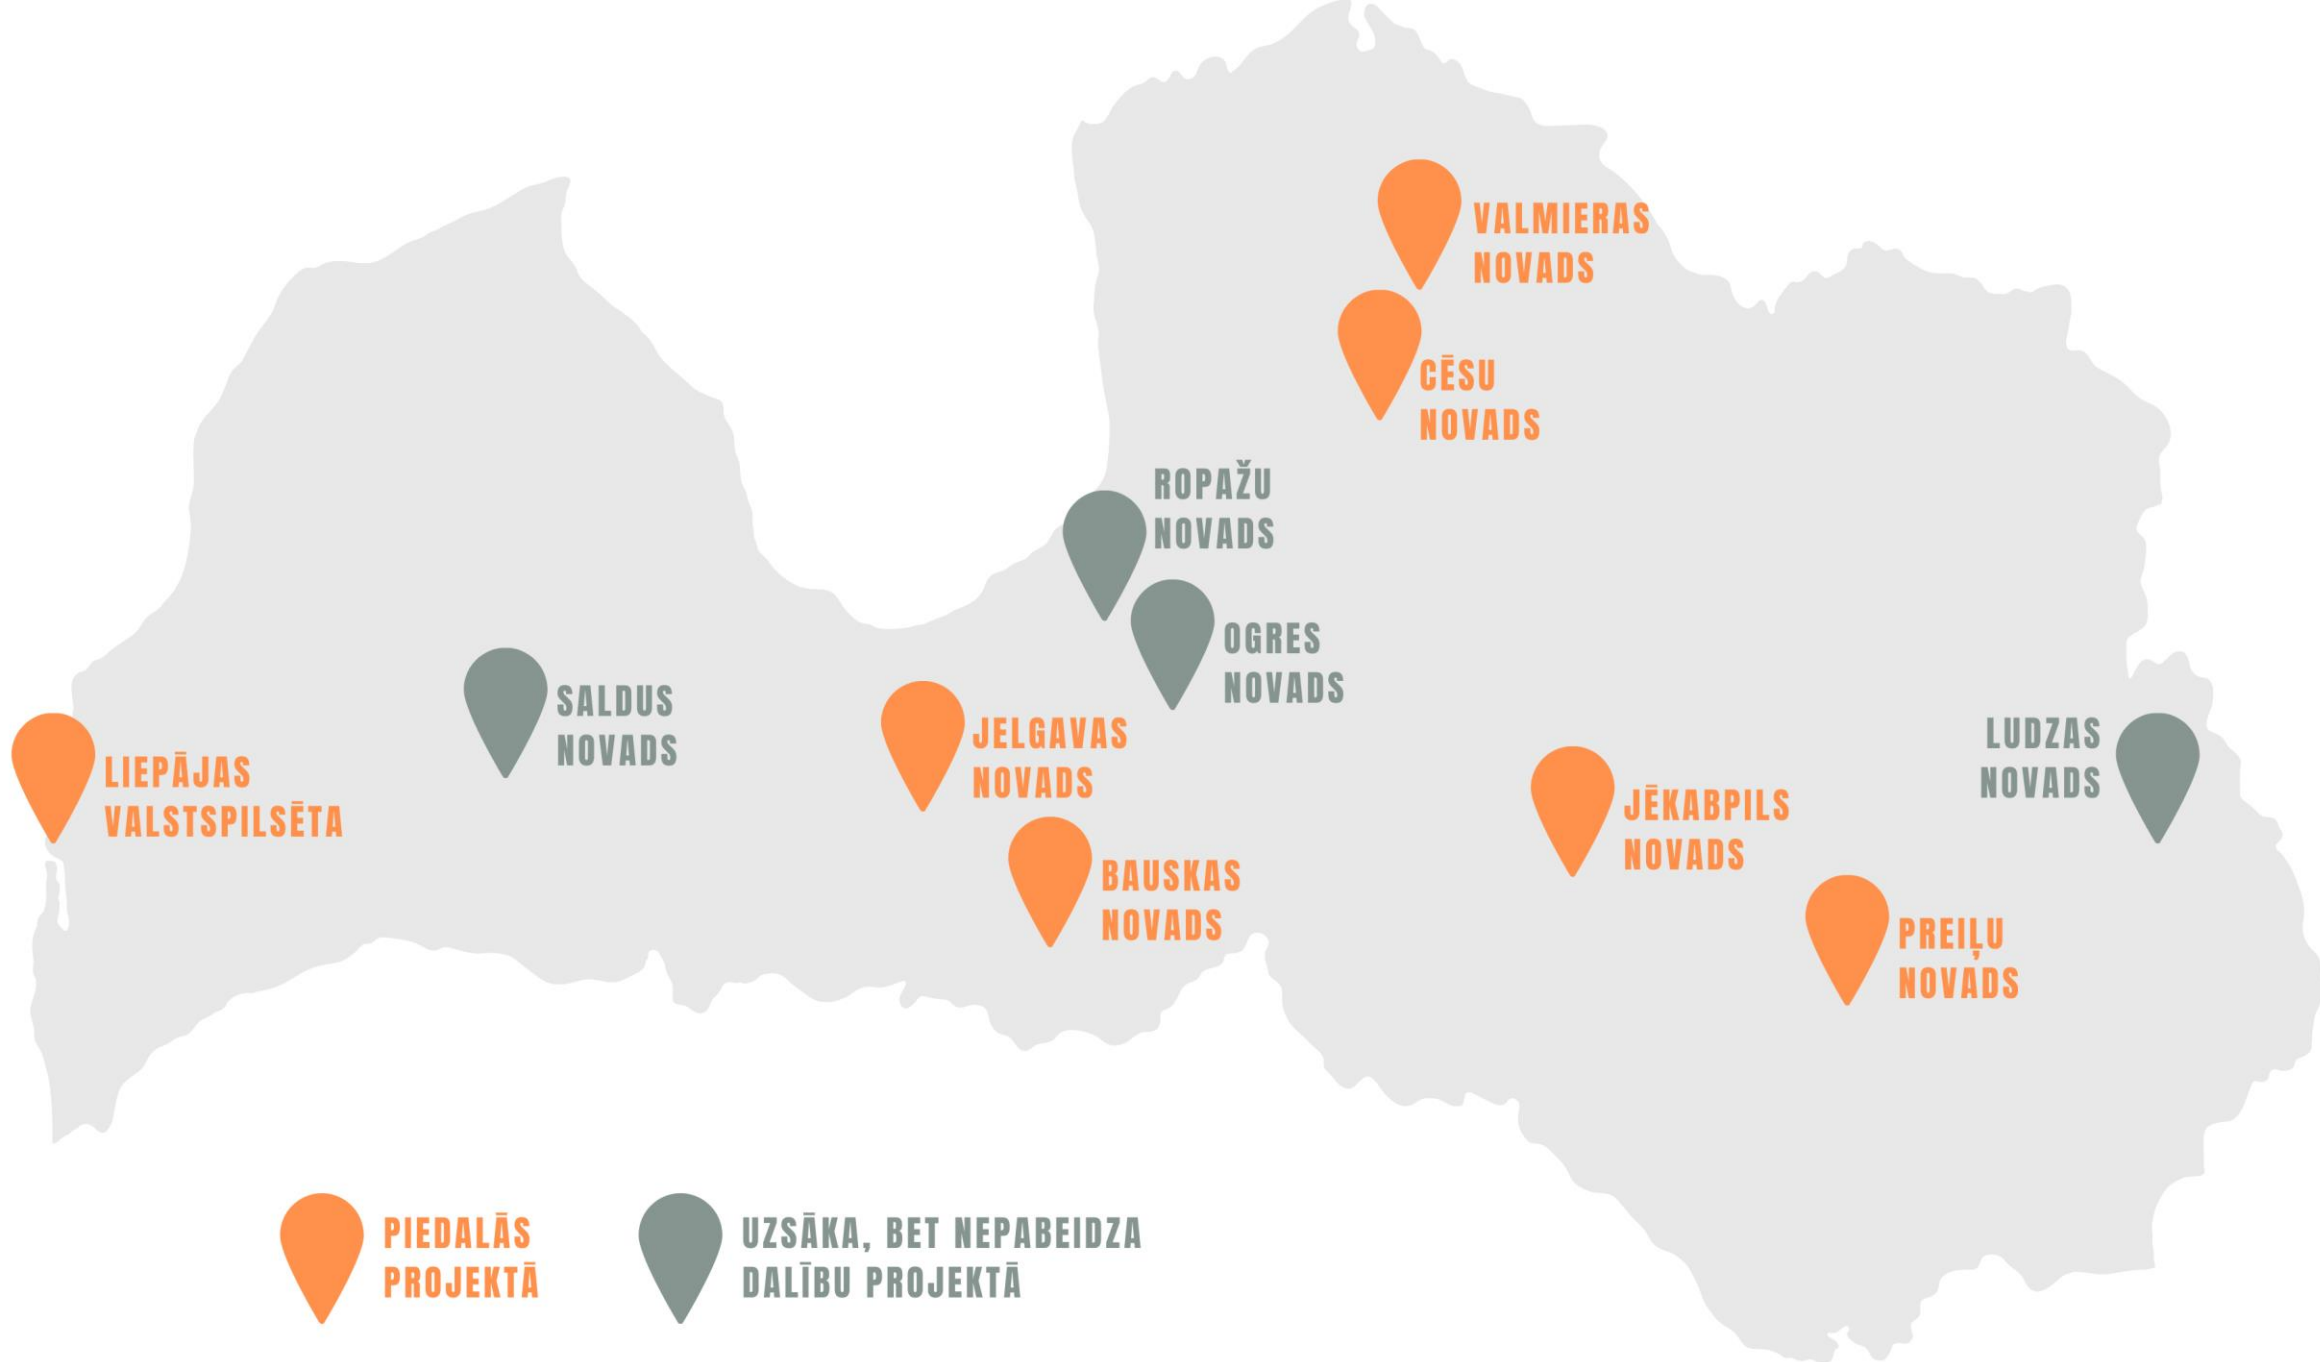 VALMIERAS
NOVADS
CĒSU
NOVADS
ROPAŽU
NOVADS
OGRES
NOVADS
SALDUS
NOVADS
JELGAVAS
NOVADS
LUDZAS
NOVADS
LIEPĀJAS
VALSTSPILSĒTA
JĒKABPILS
NOVADS
BAUSKAS
NOVADS
PREIĻU
NOVADS
PIEDALĀS
PROJEKTĀ
UZSĀKA, BET NEPABEIDZA
DALĪBU PROJEKTĀ